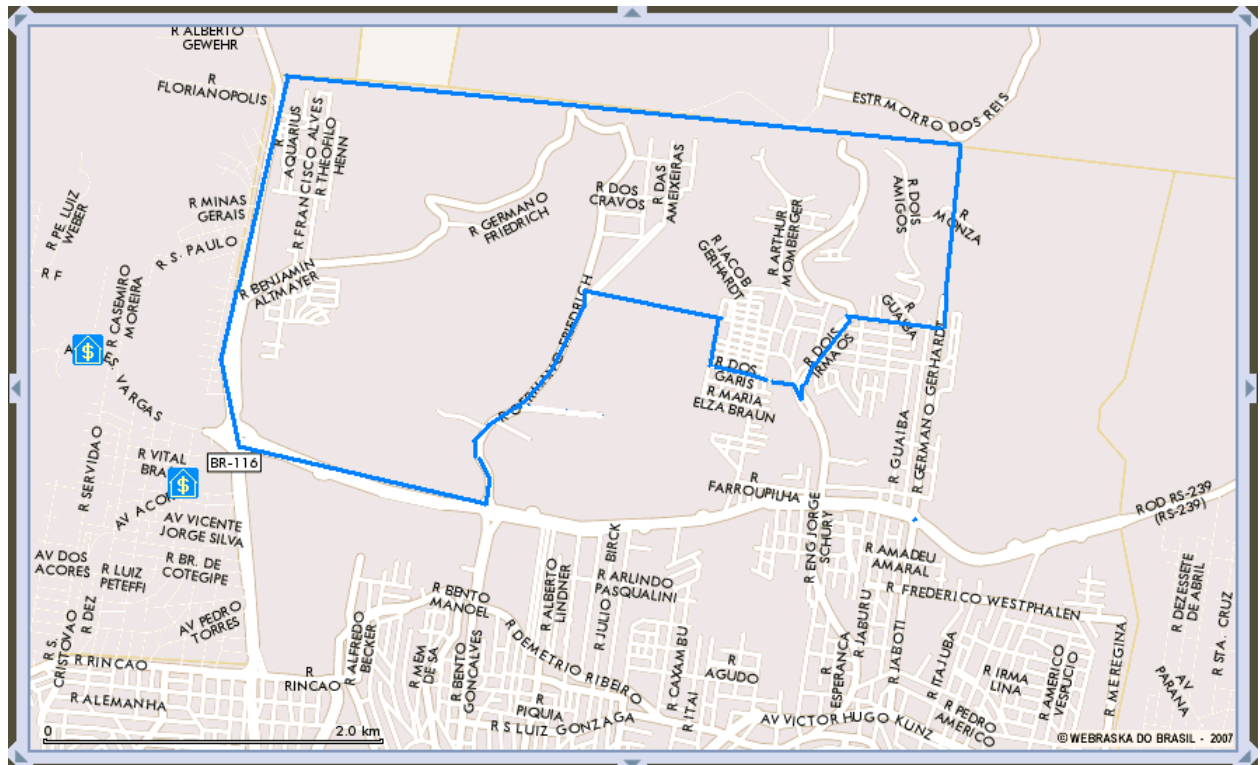 R ALBERTO
GEWEHR
R
FLORIANOPOLIS
R.
AQUARIUS
R FRANCISCO ALVES
R THEOFILO
HENN
ESTRMORRO DOS REIS
R MINAS
GERAIS
R S. PAULO
R PE LUIZ
WEBER
R F
R CASEMIRO
MOREIRA
R BENJAMIN
ALTMAYER
R GERMANO
FRIEDRICH
R DOS
CRAVOS
R DAS
AMEIXEIRAS
R JACOB
GERHARDT
R ARTHUR
MOMBERGER
R DOIS
AMIGOS
R
MONZA
R
GUAIBA
R GERMANO FRIEDRICH
R DOIS
IRMAOS
R DOS
GARIS
R MARIA
ELZA BRAUN
R GUAIBA
R GERMANO GERHARDT
VARGAS
R SERVIDAO
R VITAL
BRA
BR-116
AV ACOR
AV VICENTE
JORGE SILVA
R
FARROUPILHA
R ENG JORGE
SCHURY
ROD RS-239
(RS-239)
AV DOS
ACORES
R LUIZ
PETEFFI
R BR. DE
COTEGIPE
AV PEDRO
TORRES
R DEZ
R S.
CRISTOVAO
R RINCAO
R ALEMANHA
R
RINCAO
R ALFREDO
BECKER
R BENTO
MANOEL
R MEM
DE SA
R BENTO
GONCALVES
R ALBERTO
LINDNER
R JULIO BIRCK
R ARLINDO
PASQUALINI
R DEMETRIO RIBEIRO
R
PIQUIA
R S LUIZ GONZAGA
R CAXAMBU
R ITAI
R
AGUDO
R
ESPERANCA
R JABURU
R JABOTI
R AMADEU
AMARAL
R FREDERICO WESTPHALEN
R ITAJUBA
R IRMA
LINA
R PEDRO
AMERICO
R AMERICO
VESPUCIO
R M E REGINA
R DEZESSETE
DE ABRIL
R STA. CRUZ
AV
PARANA
AV VICTOR HUGO KUNZ
0 2.0 km
© WEBRASKA DO BRASIL - 2007